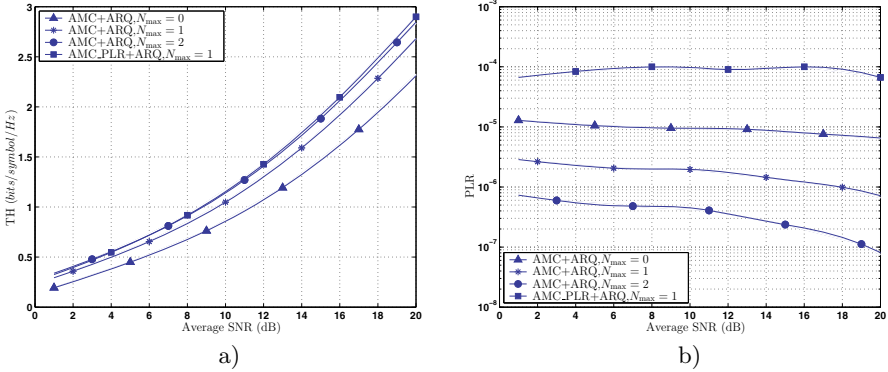 3
2.5
2
1.5
1
0.5
0
0 2 4 6 8 10 12 14 16 18 20
TH (bits/symbol/Hz)
Average SNR (dB)
AMC+ARQ,N_max = 0
AMC+ARQ,N_max = 1
AMC+ARQ,N_max = 2
AMC_PLR+ARQ,N_max = 1
a)
10^-3
10^-4
10^-5
10^-6
10^-7
10^-8
0 2 4 6 8 10 12 14 16 18 20
PLR
Average SNR (dB)
AMC+ARQ,N_max = 0
AMC+ARQ,N_max = 1
AMC+ARQ,N_max = 2
AMC_PLR+ARQ,N_max = 1
b)